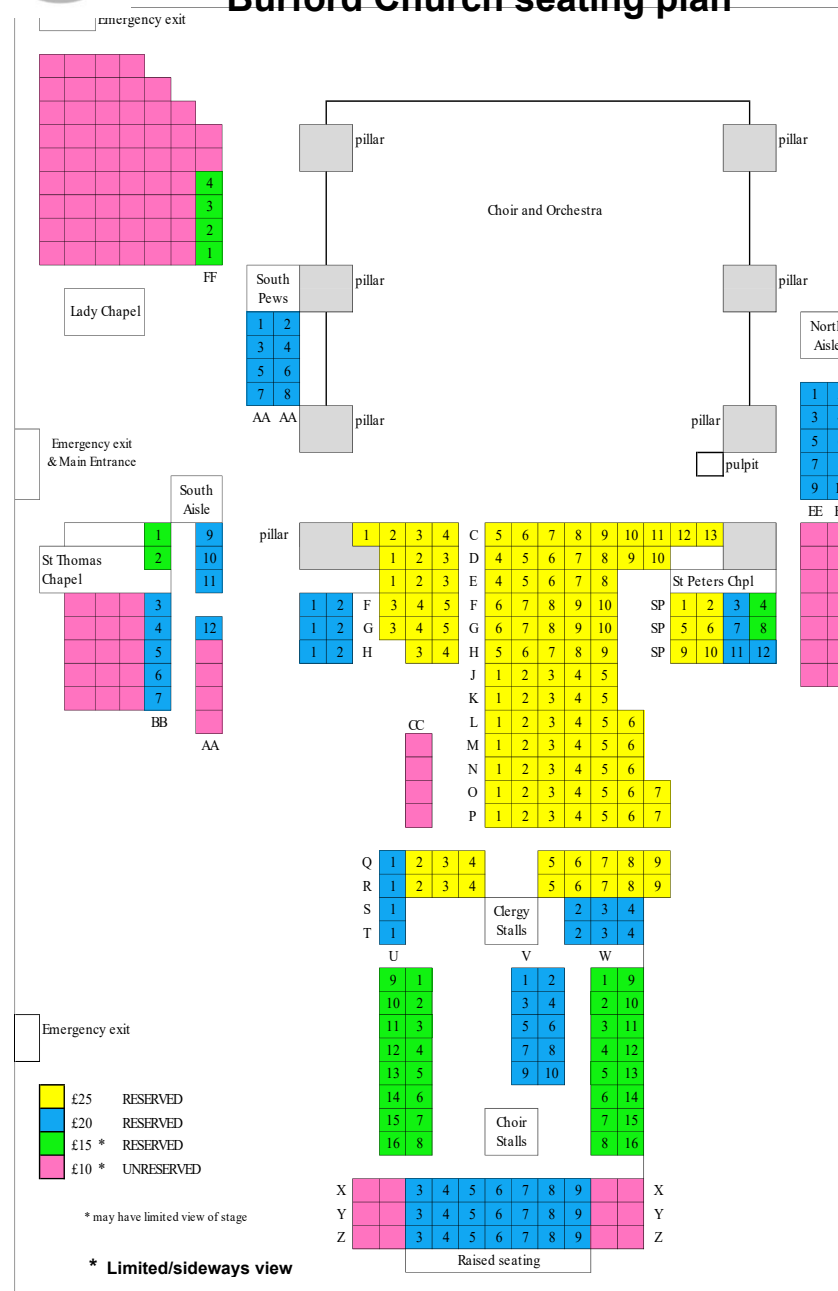 Burford Church seating plan
Emergency exit
pillar pillar
Choir and Orchestra
4
3
2
1
FF
South
Pews
pillar pillar
Lady Chapel
1 2
3 4
5 6
7 8
AA AA
pillar pillar
pulpit
Aisle
1
3
5
7
9
EE
Emergency exit
& Main Entrance
South
Aisle
St Thomas
Chapel
1
2
3
4
5
6
7
BB
9
10
11
12
AA
pillar
1 2 3 4 C 5 6 7 8 9 10 11 12 13
1 2 3 D 4 5 6 7 8 9 10
1 2 3 E 4 5 6 7 8 St Peters Chpl
1 2 F 3 4 5 F 6 7 8 9 10 SP 1 2 3 4
1 2 G 3 4 5 G 6 7 8 9 10 SP 5 6 7 8
1 2 H 3 4 H 5 6 7 8 9 SP 9 10 11 12
J 1 2 3 4 5
K 1 2 3 4 5
CC L 1 2 3 4 5 6
M 1 2 3 4 5 6
N 1 2 3 4 5 6
O 1 2 3 4 5 6 7
P 1 2 3 4 5 6 7
Q 1 2 3 4 5 6 7 8 9
R 1 2 3 4 5 6 7 8 9
S 1 2 3 4
T 1 2 3 4
Clergy
Stalls
U V W
9 1 1 2 1 9
10 2 3 4 2 10
11 3 5 6 3 11
12 4 7 8 4 12
13 5 9 10 5 13
14 6 6 14
15 7 7 15
16 8 8 16
Choir
Stalls
Emergency exit
£25 RESERVED
£20 RESERVED
£15 * RESERVED
£10 * UNRESERVED
* may have limited view of stage
* Limited/sideways view
X 3 4 5 6 7 8 9 X
Y 3 4 5 6 7 8 9 Y
Z 3 4 5 6 7 8 9 Z
Raised seating